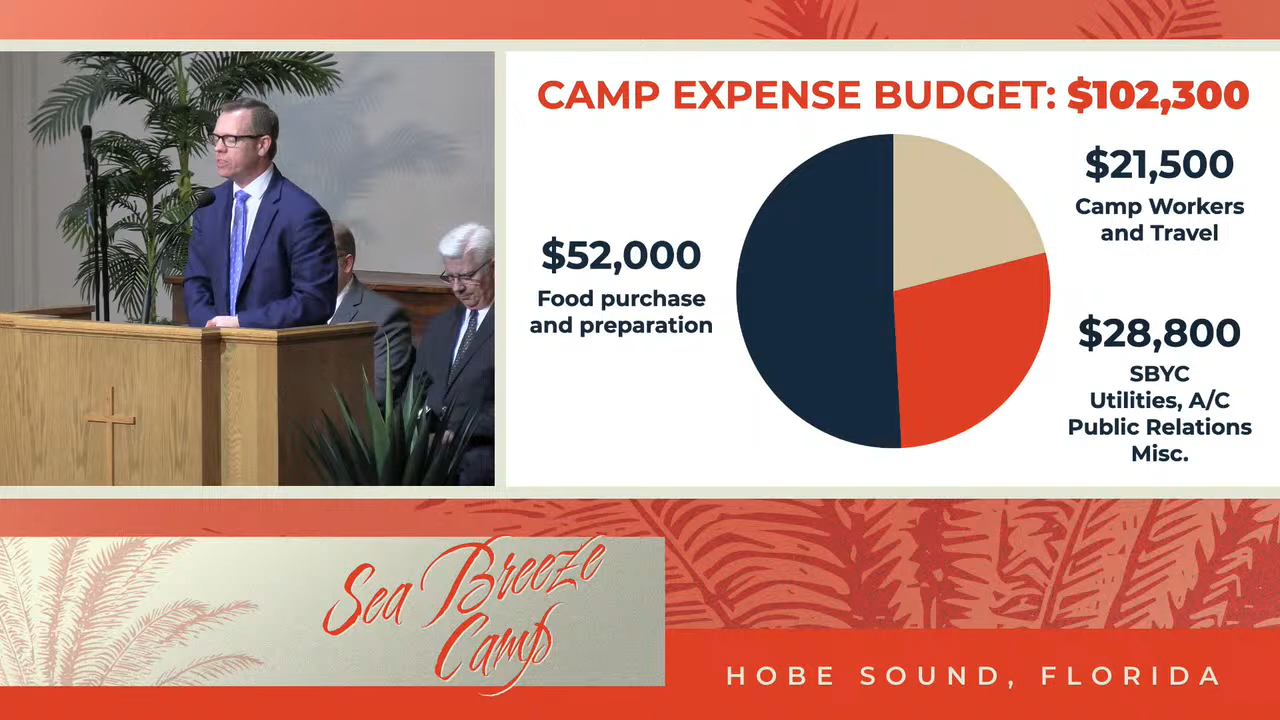 CAMP EXPENSE BUDGET: $102,300
$52,000
Food purchase
and preparation
$21,500
Camp Workers
and Travel
$28,800
SBYC
Utilities, A/C
Public Relations
Misc.
Sea Breeze
Camp
HOBE SOUND, FLORIDA